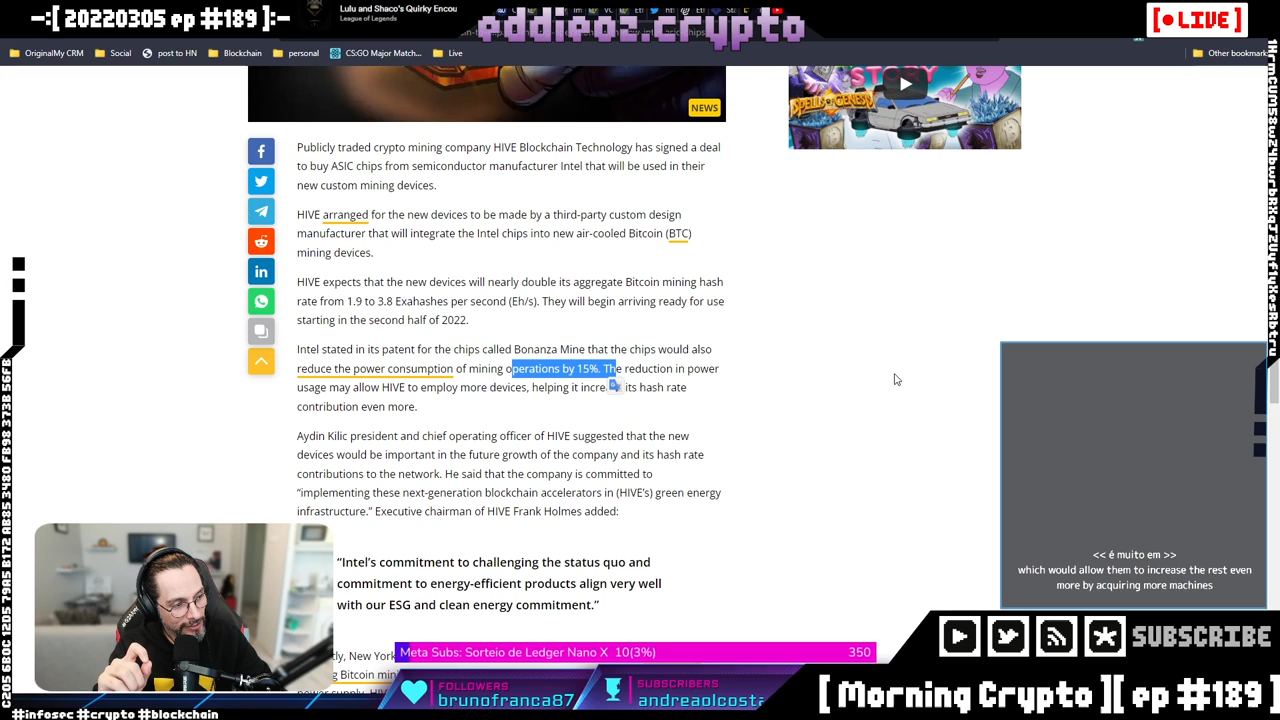 -:[ 20220305 ep #189 ]:-
Lulu and Shaco's Quirky Encou
League of Legends
eddieoz.crypto
[● LIVE ]
OriginalMy CRM
Social
post to HN
Blockchain
personal
CS:GO Major Match...
Live
Other bookmark
NEWS
STORY
SPELLS OF GENESIS
Publicly traded crypto mining company HIVE Blockchain Technology has signed a deal
to buy ASIC chips from semiconductor manufacturer Intel that will be used in their
new custom mining devices.
HIVE arranged for the new devices to be made by a third-party custom design
manufacturer that will integrate the Intel chips into new air-cooled Bitcoin (BTC)
mining devices.
HIVE expects that the new devices will nearly double its aggregate Bitcoin mining hash
rate from 1.9 to 3.8 Exahashes per second (Eh/s). They will begin arriving ready for use
starting in the second half of 2022.
Intel stated in its patent for the chips called Bonanza Mine that the chips would also
reduce the power consumption of mining operations by 15%. The reduction in power
usage may allow HIVE to employ more devices, helping it incre its hash rate
contribution even more.
Aydin Kilic president and chief operating officer of HIVE suggested that the new
devices would be important in the future growth of the company and its hash rate
contributions to the network. He said that the company is committed to
“implementing these next-generation blockchain accelerators in (HIVE’s) green energy
infrastructure.” Executive chairman of HIVE Frank Holmes added:
“Intel’s commitment to challenging the status quo and
commitment to energy-efficient products align very well
with our ESG and clean energy commitment.”
<< é muito em >>
which would allow them to increase the rest even
more by acquiring more machines
SUBSCRIBE
Meta Subs: Sorteio de Ledger Nano X 10(3%) 350
FOLLOWERS
brunofranca87
SUBSCRIBERS
andreaolcosta
[ Morning Crypto ][ ep #189 ]
#infosec #crypto #blockchain